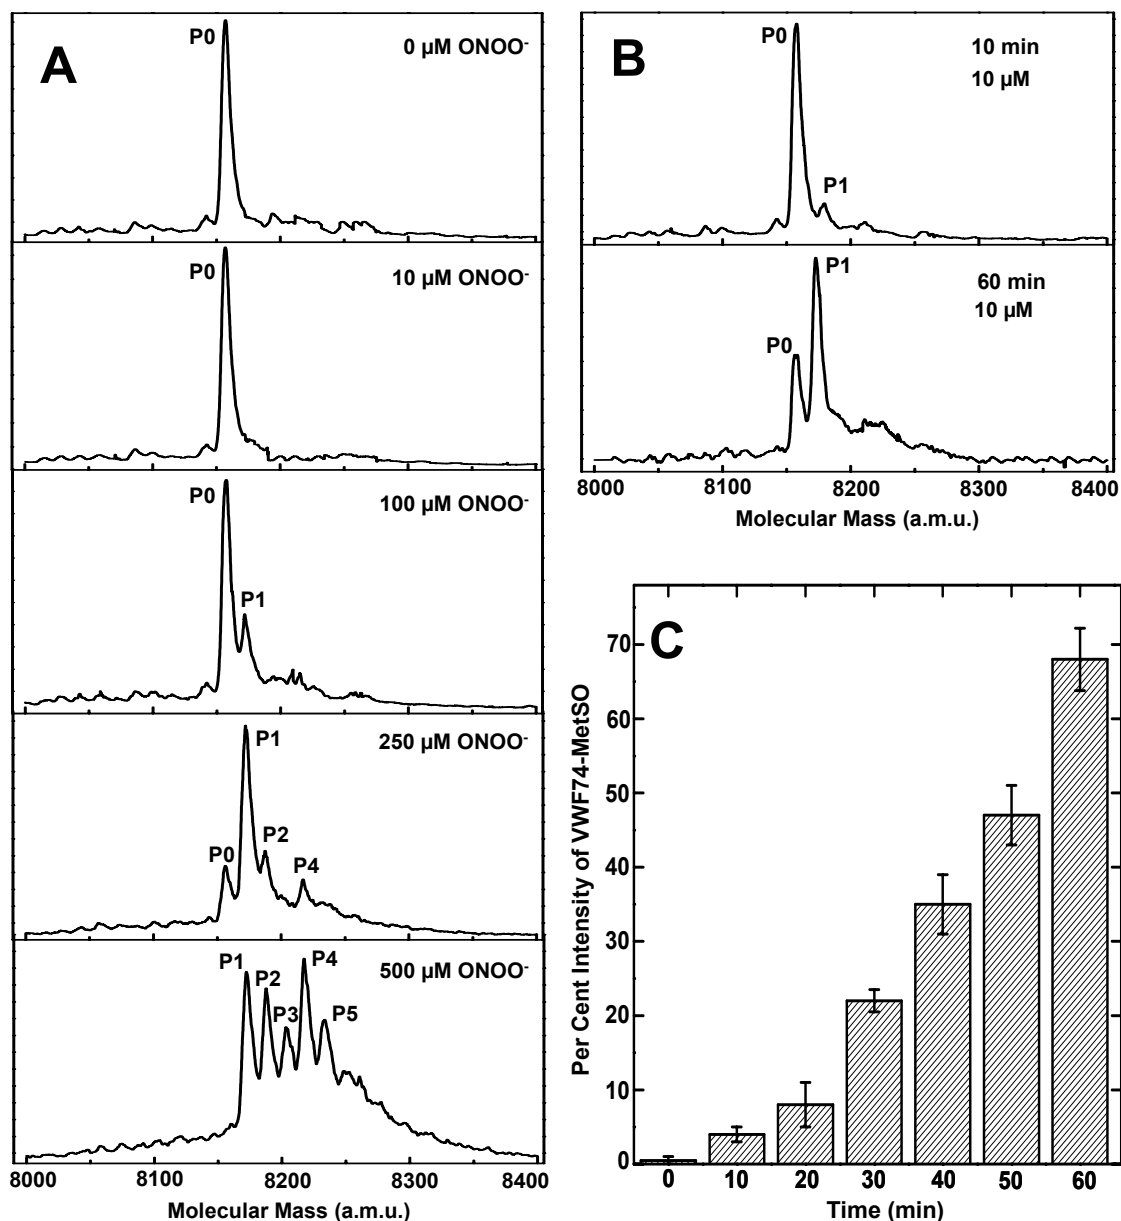 A
P0
0 µM ONOO⁻
P0
10 µM ONOO⁻
P0
P1
100 µM ONOO⁻
P0
P1
P2
P4
250 µM ONOO⁻
P1
P2
P3
P4
P5
500 µM ONOO⁻
8000 8100 8200 8300 8400
Molecular Mass (a.m.u.)
B
P0
P1
10 min
10 µM
P0
P1
60 min
10 µM
8000 8100 8200 8300 8400
Molecular Mass (a.m.u.)
C
Per Cent Intensity of VWF74-MetSO
70
60
50
40
30
20
10
0
0 10 20 30 40 50 60
Time (min)